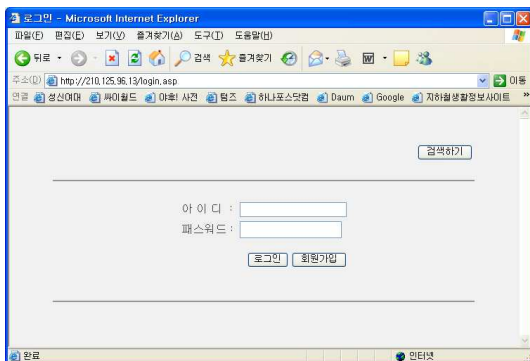 로그인 - Microsoft Internet Explorer
파일(F) 편집(E) 보기(V) 즐겨찾기(A) 도구(T) 도움말(H)
뒤로 검색 즐겨찾기
주소(D) http://210.125.96.13/login.asp 이동
연결 성신여대 싸이월드 야후! 사전 텀즈 하나포스닷컴 Daum Google 지하철생활정보사이트 »
검색하기
아 이 디 :
패스워드 :
로그인 회원가입
완료 인터넷